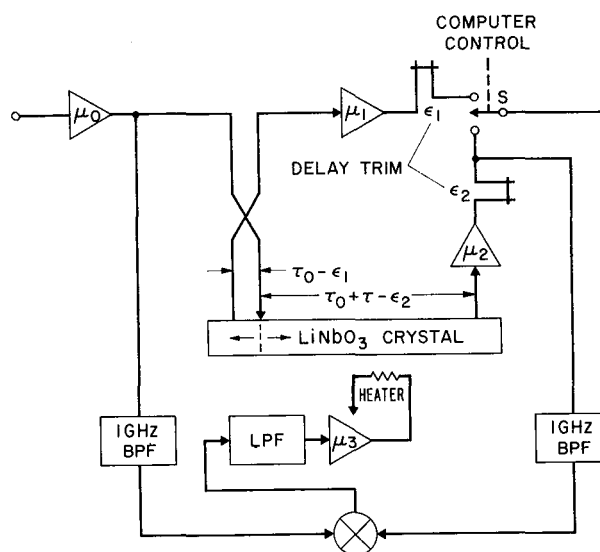 COMPUTER
CONTROL
μ0
μ1
ϵ1
S
DELAY TRIM
ϵ2
μ2
τ0-ϵ1
τ0+τ-ϵ2
LiNbO3 CRYSTAL
HEATER
1GHz
BPF
LPF
μ3
1GHz
BPF